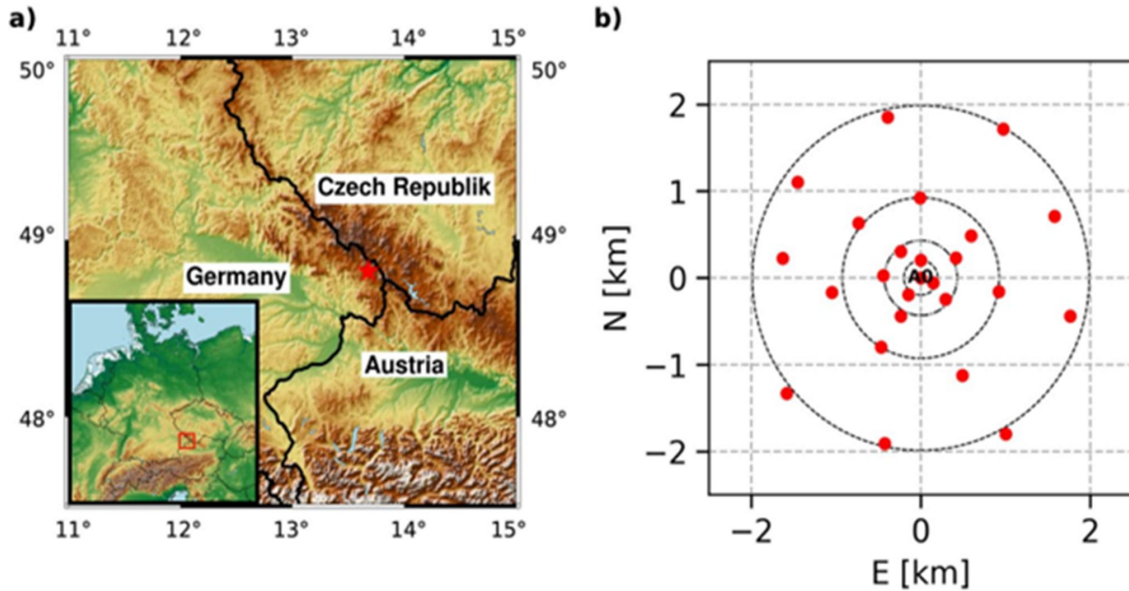 a)
11° 12° 13° 14° 15°
50° 50°
Czech Republik
49° 49°
Germany
Austria
48° 48°
11° 12° 13° 14° 15°
b)
2
1
0
−1
−2
A0
N [km]
−2 0 2
E [km]